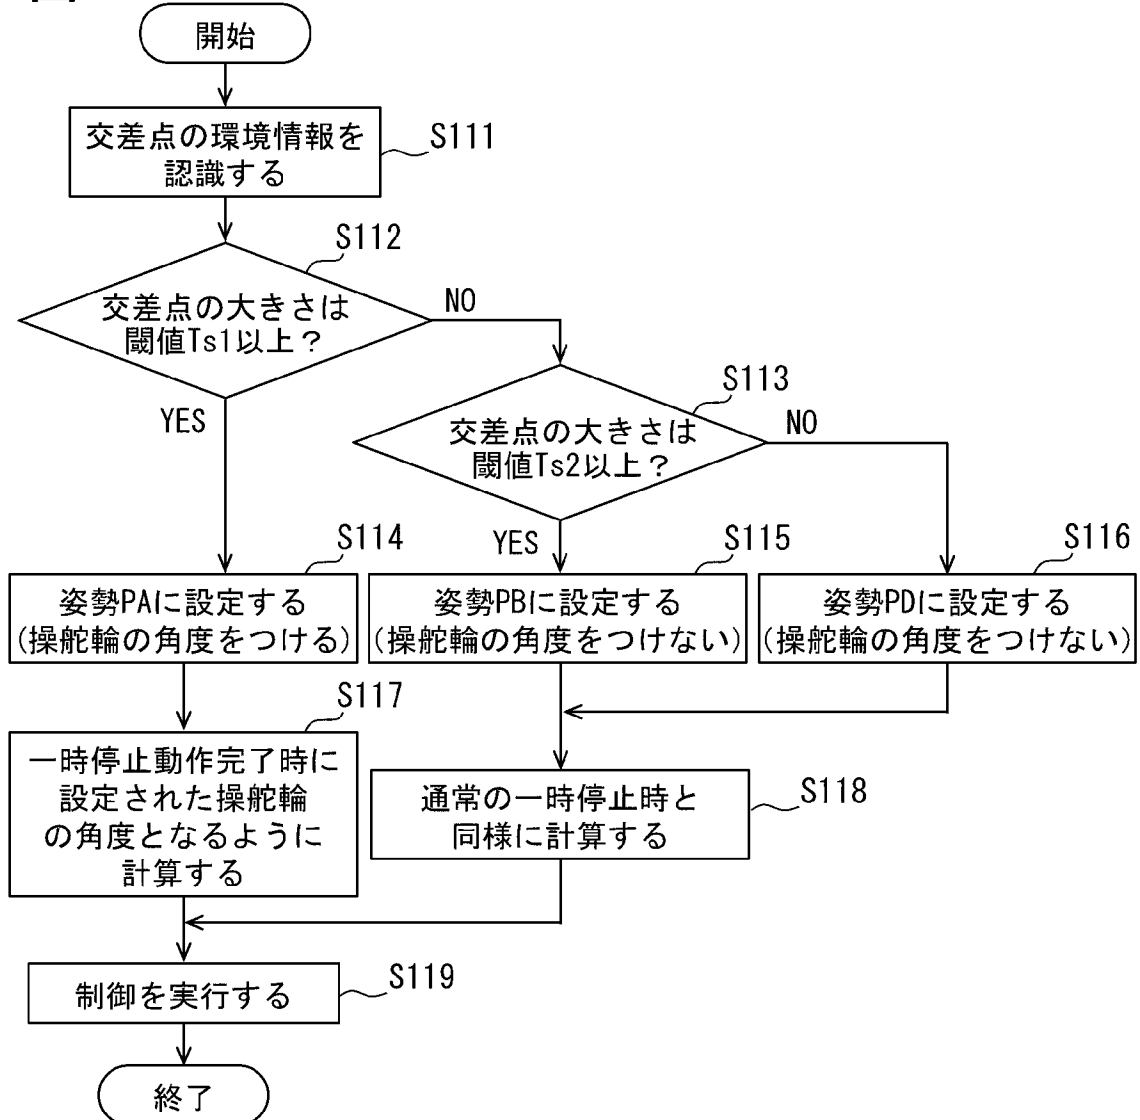 開始
交差点の環境情報を
認識する
S111
S112
交差点の大きさは
閾値Ts1以上？
NO
YES
S113
交差点の大きさは
閾値Ts2以上？
NO
YES
S114
姿勢PAに設定する
(操舵輪の角度をつける)
S115
姿勢PBに設定する
(操舵輪の角度をつけない)
S116
姿勢PDに設定する
(操舵輪の角度をつけない)
S117
一時停止動作完了時に
設定された操舵輪
の角度となるように
計算する
通常の一時停止時と
同様に計算する
S118
制御を実行する
S119
終了